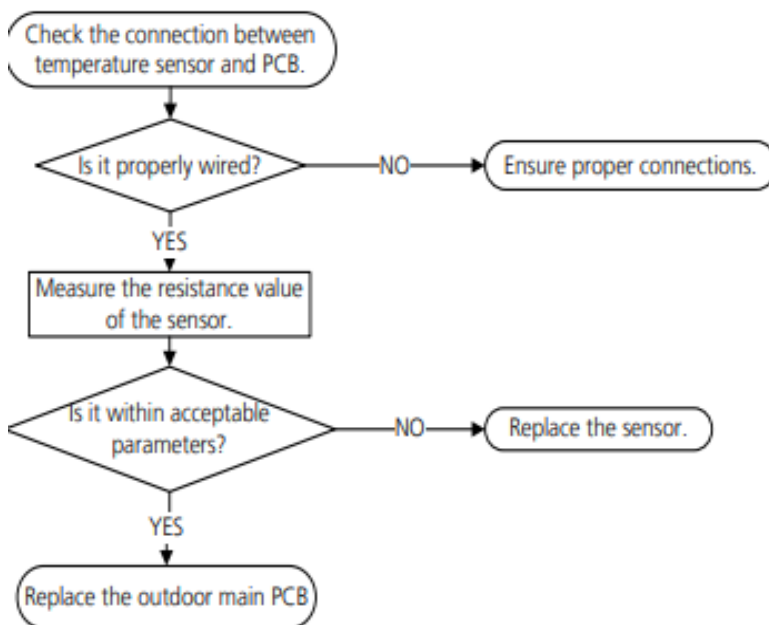 Check the connection between
temperature sensor and PCB.
Is it properly wired?
NO
Ensure proper connections.
YES
Measure the resistance value
of the sensor.
Is it within acceptable
parameters?
NO
Replace the sensor.
YES
Replace the outdoor main PCB